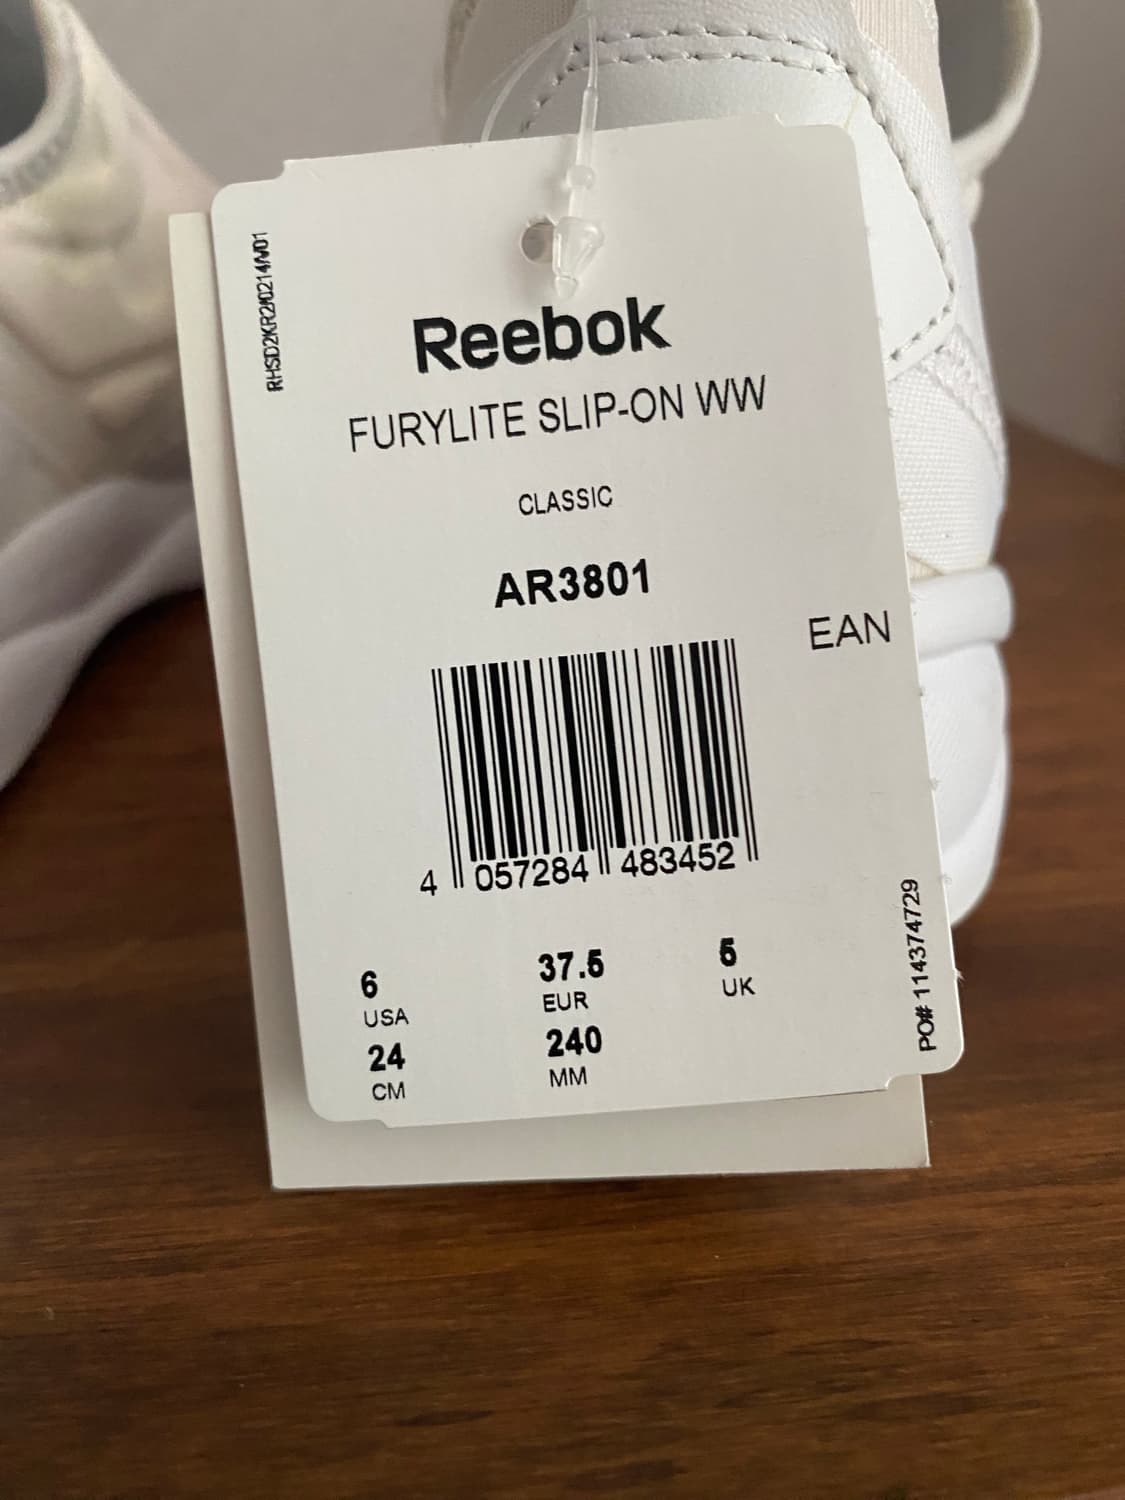 RHSD2KR2/0214/V01
Reebok
FURYLITE SLIP-ON WW
CLASSIC
AR3801
EAN
4 057284 483452
6 37.5 5
USA EUR UK
24 240
CM MM
PO# 114374729